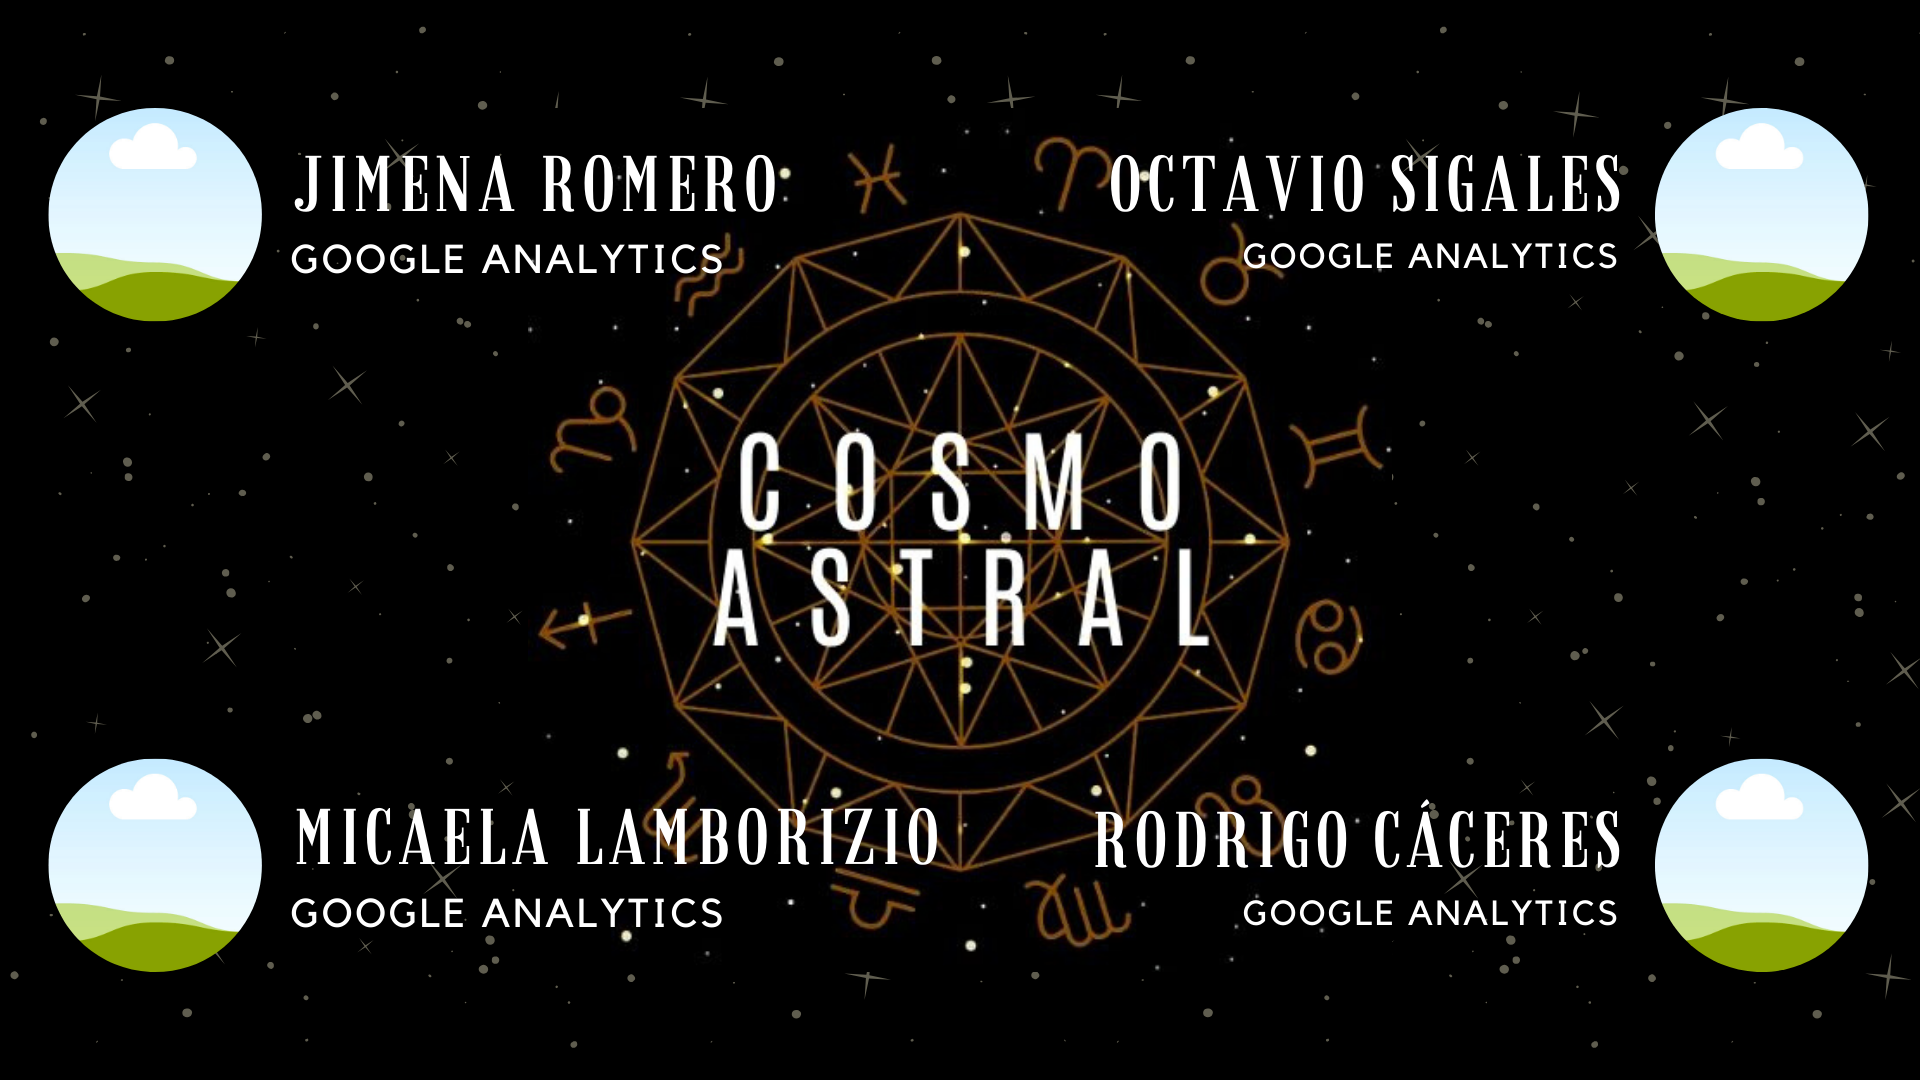 JIMENA ROMERO
GOOGLE ANALYTICS
OCTAVIO SIGALES
GOOGLE ANALYTICS
COSMO
ASTRAL
MICAELA LAMBORIZIO
GOOGLE ANALYTICS
RODRIGO CÁCERES
GOOGLE ANALYTICS